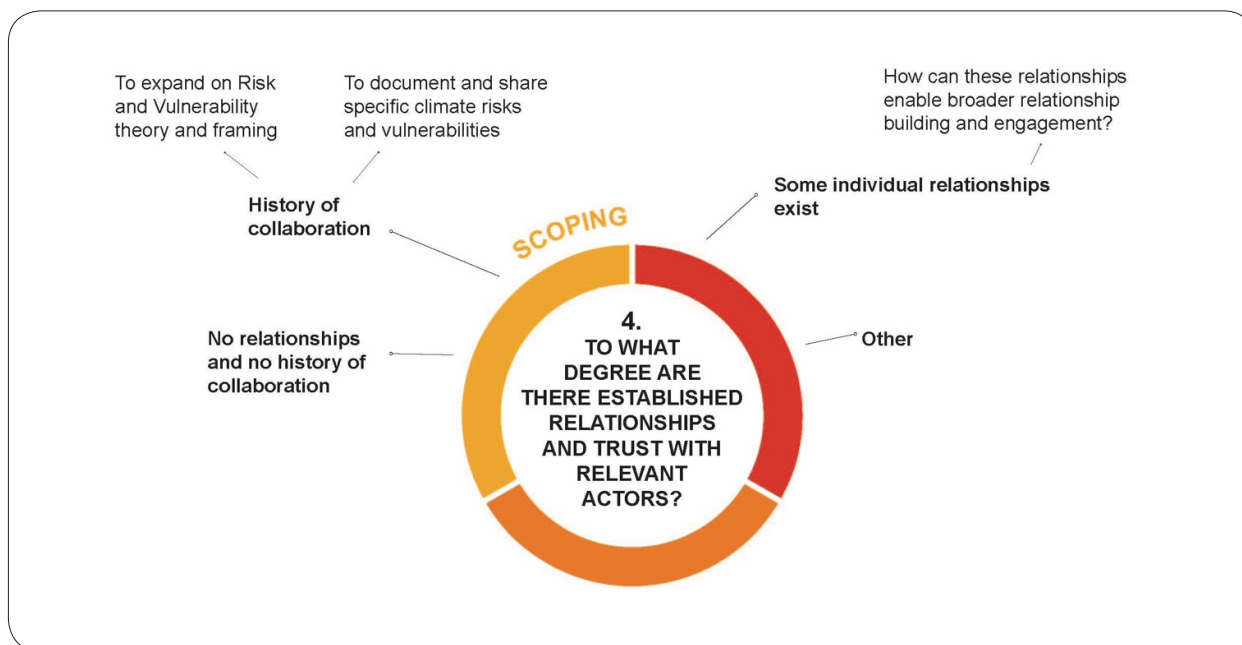 To expand on Risk
and Vulnerability
theory and framing
To document and share
specific climate risks
and vulnerabilities
How can these relationships
enable broader relationship
building and engagement?
History of
collaboration
Some individual relationships
exist
SCOPING
No relationships
and no history of
collaboration
Other
4.
TO WHAT
DEGREE ARE
THERE ESTABLISHED
RELATIONSHIPS
AND TRUST WITH
RELEVANT
ACTORS?